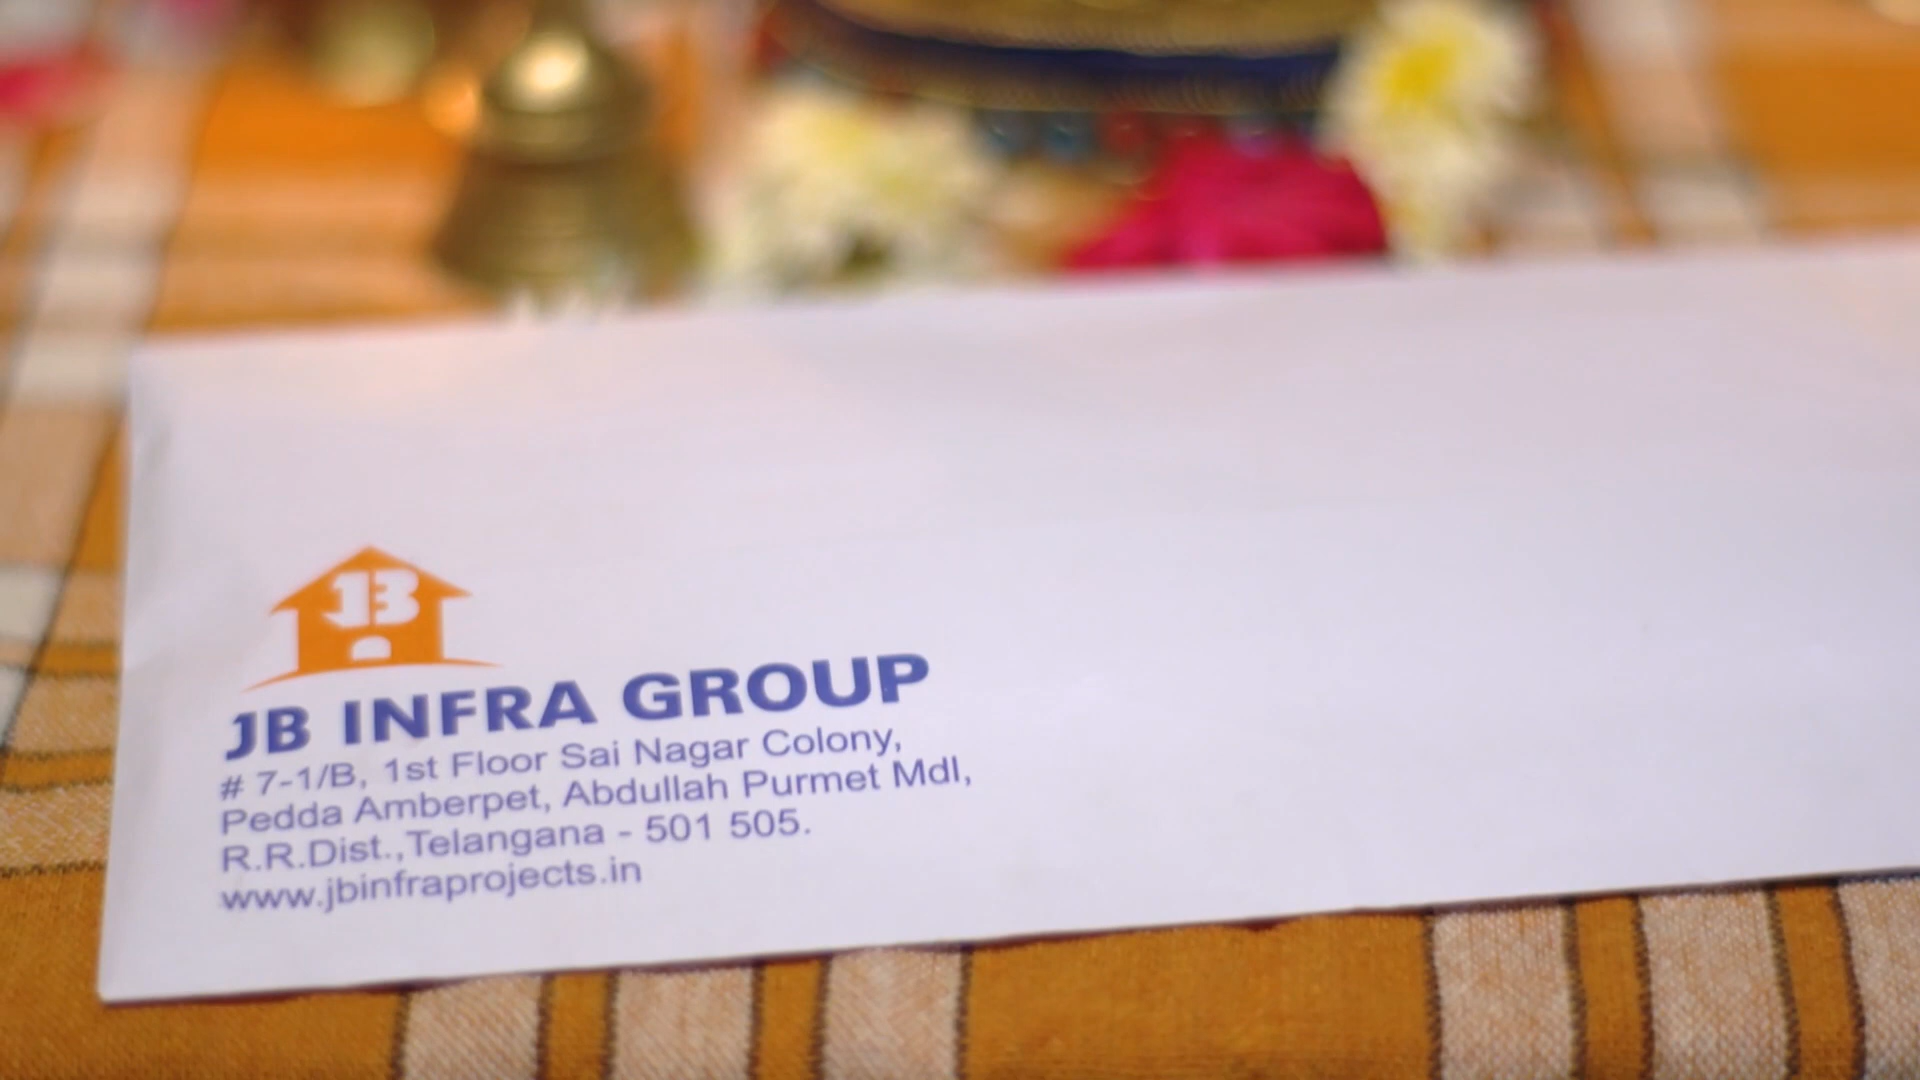 JB
JB INFRA GROUP
# 7-1/B, 1st Floor Sai Nagar Colony,
Pedda Amberpet, Abdullah Purmet Mdl,
R.R.Dist.,Telangana - 501 505.
www.jbinfraprojects.in